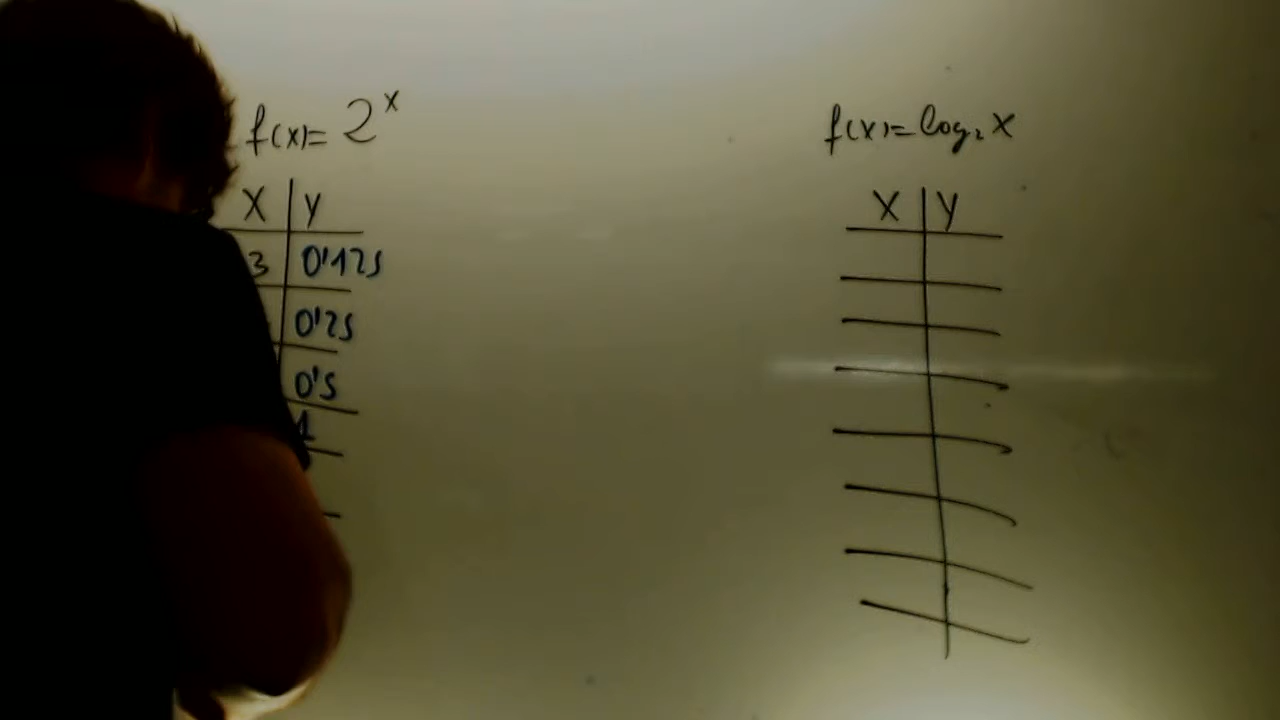 f(x)= 2^x
X | Y
3 | 0'125
0'25
0'5
1
f(x)= log₂ x
X | Y